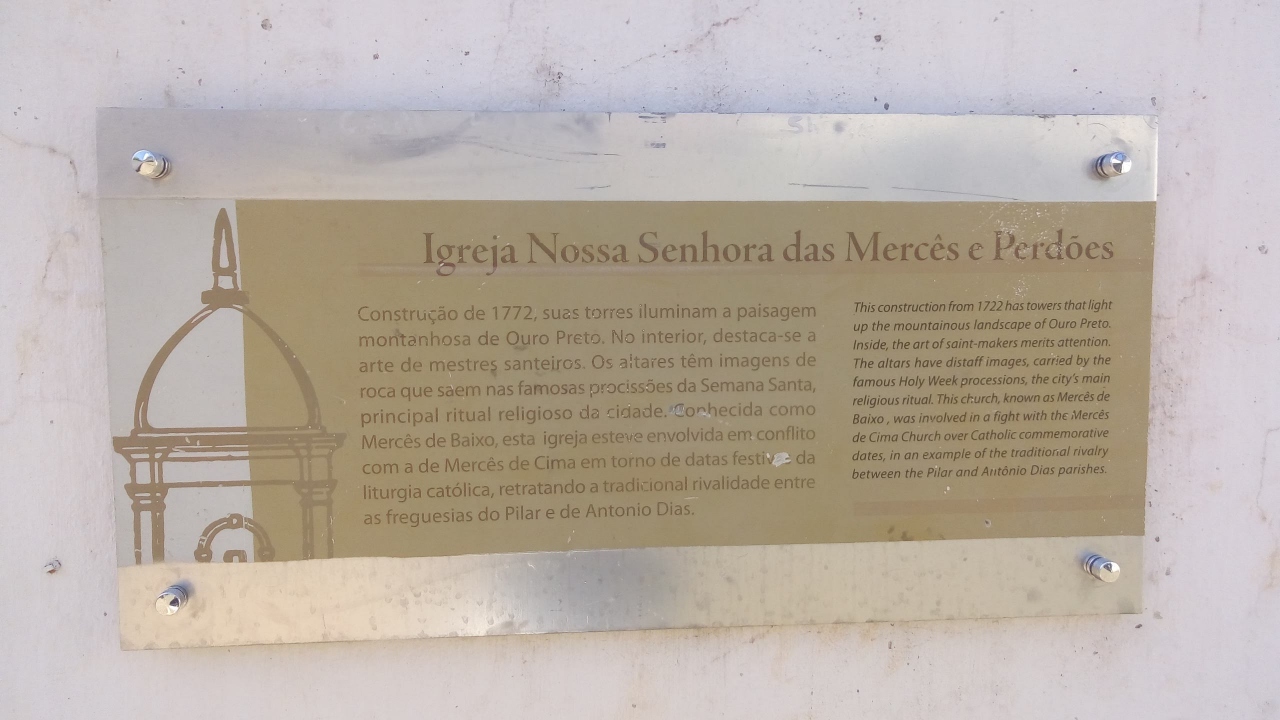 Igreja Nossa Senhora das Mercês e Perdões
Construção de 1772, suas torres iluminam a paisagem
montanhosa de Ouro Preto. No interior, destaca-se a
arte de mestres santeiros. Os altares têm imagens de
roca que saem nas famosas procissões da Semana Santa,
principal ritual religioso da cidade. Conhecida como
Mercês de Baixo, esta igreja esteve envolvida em conflito
com a de Mercês de Cima em torno de datas festivas da
liturgia católica, retratando a tradicional rivalidade entre
as freguesias do Pilar e de Antonio Dias.
This construction from 1722 has towers that light
up the mountainous landscape of Ouro Preto.
Inside, the art of saint-makers merits attention.
The altars have distaff images, carried by the
famous Holy Week processions, the city's main
religious ritual. This church, known as Mercês de
Baixo , was involved in a fight with the Mercês
de Cima Church over Catholic commemorative
dates, in an example of the traditional rivalry
between the Pilar and Antônio Dias parishes.